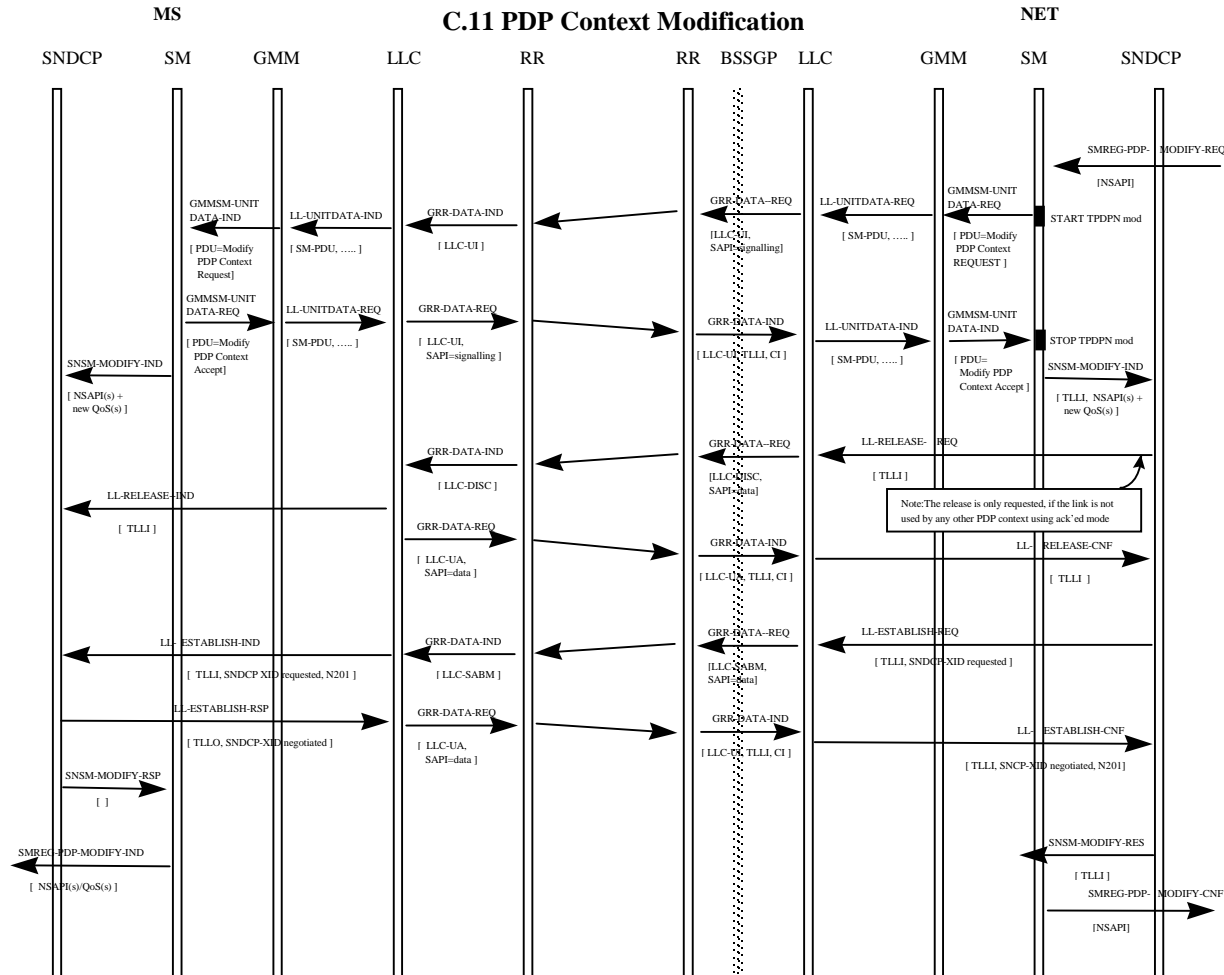 MS
C.11 PDP Context Modification
NET
SNDCP SM GMM LLC RR RR BSSGP LLC GMM SM SNDCP
SMREG-PDP- MODIFY-REQ
[NSAPI]
GMMSM-UNIT
DATA-IND
LL-UNITDATA-IND
GRR-DATA-IND
GRR-DATA--REQ
LL-UNITDATA-REQ
GMMSM-UNIT
DATA-REQ
START TPDPN mod
[ PDU=Modify
PDP Context
Request]
[ SM-PDU, ….. ]
[ LLC-UI ]
[LLC-UI,
SAPI=signalling]
[ SM-PDU, ….. ]
[ PDU=Modify
PDP Context
REQUEST ]
GMMSM-UNIT
DATA-REQ
LL-UNITDATA-REQ
GRR-DATA-REQ
GRR-DATA-IND
LL-UNITDATA-IND
GMMSM-UNIT
DATA-IND
STOP TPDPN mod
[ PDU=Modify
PDP Context
Accept]
[ SM-PDU, ….. ]
[ LLC-UI,
SAPI=signalling ]
[ LLC-UI, TLLI, CI ]
[ SM-PDU, ….. ]
[ PDU=
Modify PDP
Context Accept ]
SNSM-MODIFY-IND
[ NSAPI(s) +
new QoS(s) ]
SNSM-MODIFY-IND
[ TLLI, NSAPI(s) +
new QoS(s) ]
GRR-DATA-IND
GRR-DATA--REQ
LL-RELEASE- REQ
[ LLC-DISC ]
[LLC-DISC,
SAPI=data]
[ TLLI ]
Note:The release is only requested, if the link is not
used by any other PDP context using ack'ed mode
LL-RELEASE--IND
[ TLLI ]
GRR-DATA-REQ
GRR-DATA-IND
LL- RELEASE-CNF
[ LLC-UA,
SAPI=data ]
[ LLC-UA, TLLI, CI ]
[ TLLI ]
LL- ESTABLISH-IND
GRR-DATA-IND
GRR-DATA--REQ
LL-ESTABLISH-REQ
[ TLLI, SNDCP XID requested, N201 ]
[ LLC-SABM ]
[LLC-SABM,
SAPI=data]
[ TLLI, SNDCP-XID requested ]
LL-ESTABLISH-RSP
GRR-DATA-REQ
GRR-DATA-IND
LL- ESTABLISH-CNF
[ TLLO, SNDCP-XID negotiated ]
[ LLC-UA,
SAPI=data ]
[ LLC-UI, TLLI, CI ]
[ TLLI, SNCP-XID negotiated, N201]
SNSM-MODIFY-RSP
[ ]
SMREG-PDP-MODIFY-IND
[ NSAPI(s)/QoS(s) ]
SNSM-MODIFY-RES
[ TLLI ]
SMREG-PDP- MODIFY-CNF
[NSAPI]